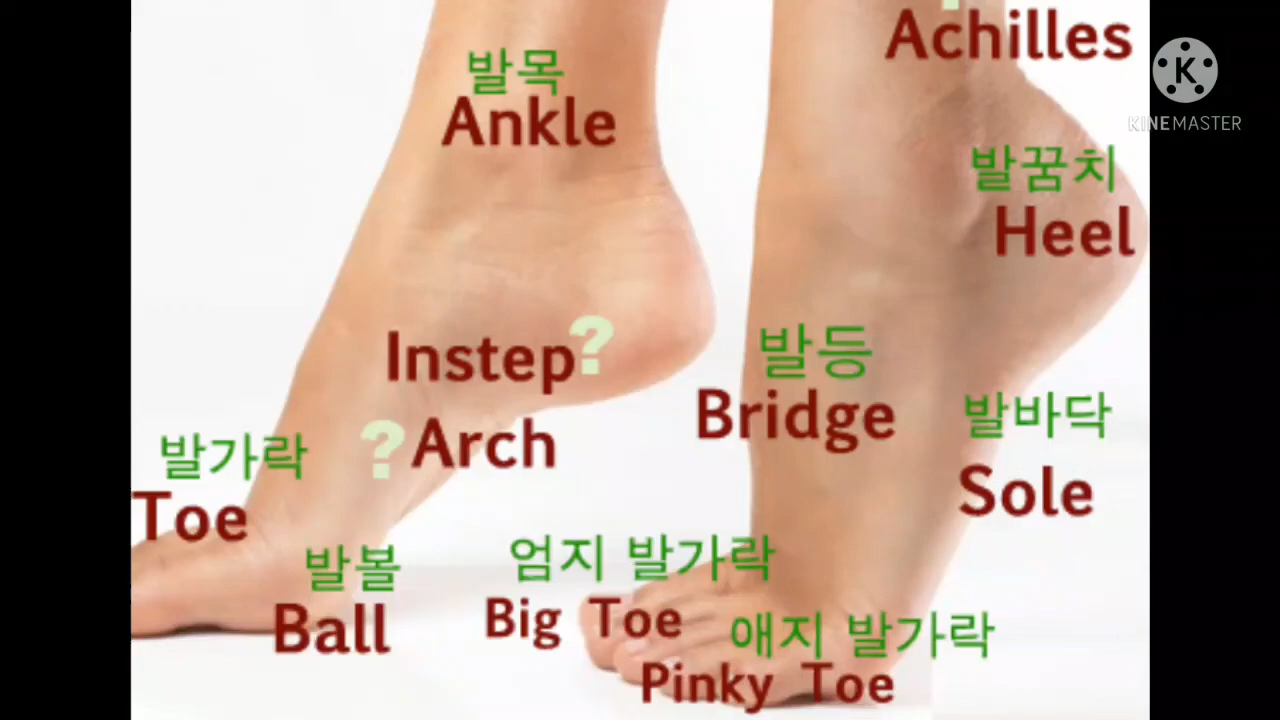 Achilles
발목
Ankle
KINEMASTER
발꿈치
Heel
Instep?
발등
Bridge
? Arch
발바닥
Sole
발가락
Toe
발볼
Ball
엄지 발가락
Big Toe
애지 발가락
Pinky Toe